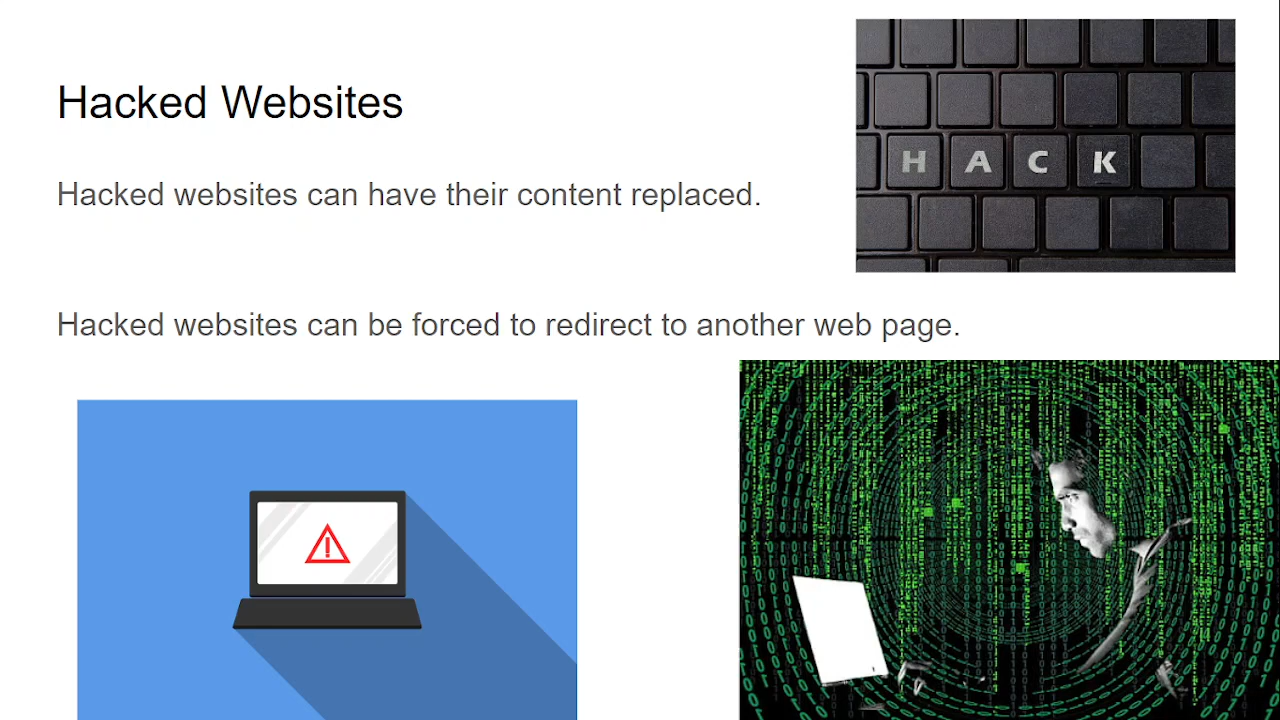 Hacked Websites
Hacked websites can have their content replaced.
HACK
Hacked websites can be forced to redirect to another web page.